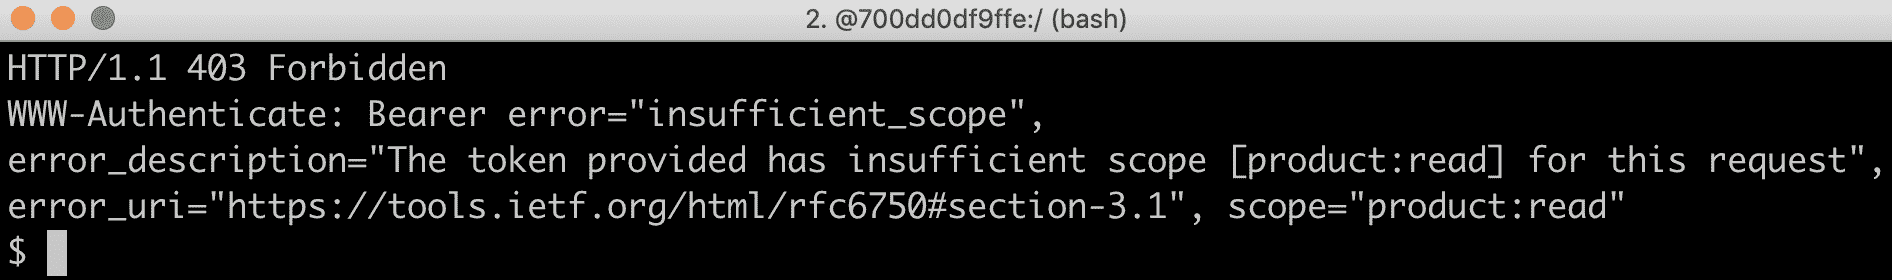 2. @700dd0df9ffe:/ (bash)
HTTP/1.1 403 Forbidden
WWW-Authenticate: Bearer error="insufficient_scope",
error_description="The token provided has insufficient scope [product:read] for this request",
error_uri="https://tools.ietf.org/html/rfc6750#section-3.1", scope="product:read"
$